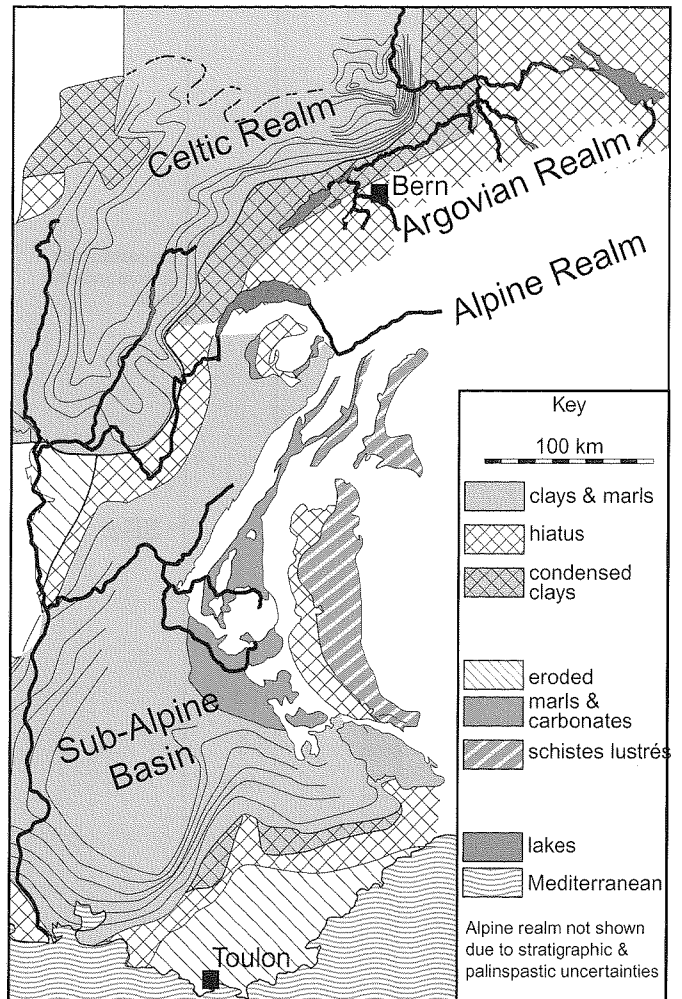 Celtic Realm
Bern
Argovian Realm
Alpine Realm
Sub-Alpine
Basin
Toulon
Key
100 km
clays & marls
hiatus
condensed
clays
eroded
marls &
carbonates
schistes lustrés
lakes
Mediterranean
Alpine realm not shown
due to stratigraphic &
palinspastic uncertainties